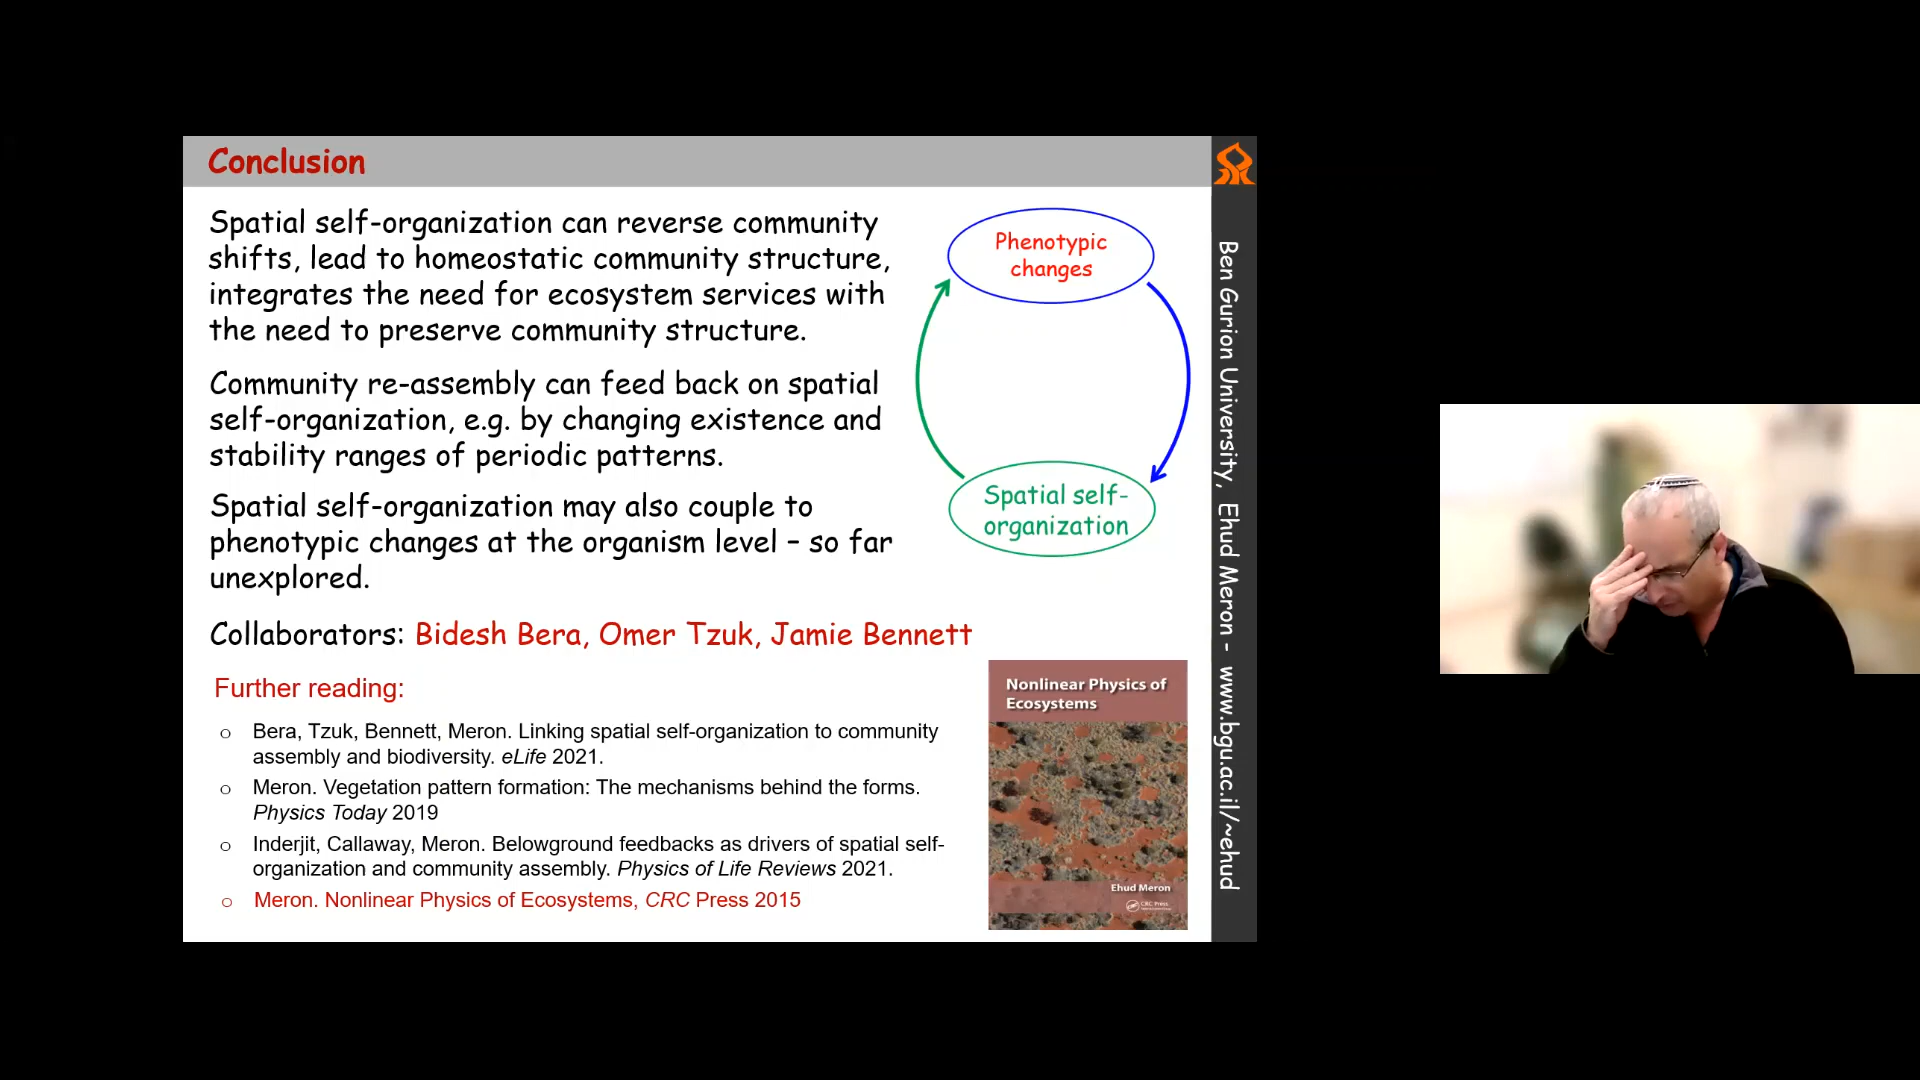 Conclusion
Spatial self-organization can reverse community
shifts, lead to homeostatic community structure,
integrates the need for ecosystem services with
the need to preserve community structure.
Community re-assembly can feed back on spatial
self-organization, e.g. by changing existence and
stability ranges of periodic patterns.
Spatial self-organization may also couple to
phenotypic changes at the organism level – so far
unexplored.
Phenotypic
changes
Spatial self-
organization
Collaborators: Bidesh Bera, Omer Tzuk, Jamie Bennett
Further reading:
o Bera, Tzuk, Bennett, Meron. Linking spatial self-organization to community
assembly and biodiversity. eLife 2021.
o Meron. Vegetation pattern formation: The mechanisms behind the forms.
Physics Today 2019
o Inderjit, Callaway, Meron. Belowground feedbacks as drivers of spatial self-
organization and community assembly. Physics of Life Reviews 2021.
o Meron. Nonlinear Physics of Ecosystems, CRC Press 2015
Nonlinear Physics of
Ecosystems
Ehud Meron
CRC Press
Ben Gurion University, Ehud Meron - www.bgu.ac.il/~ehud